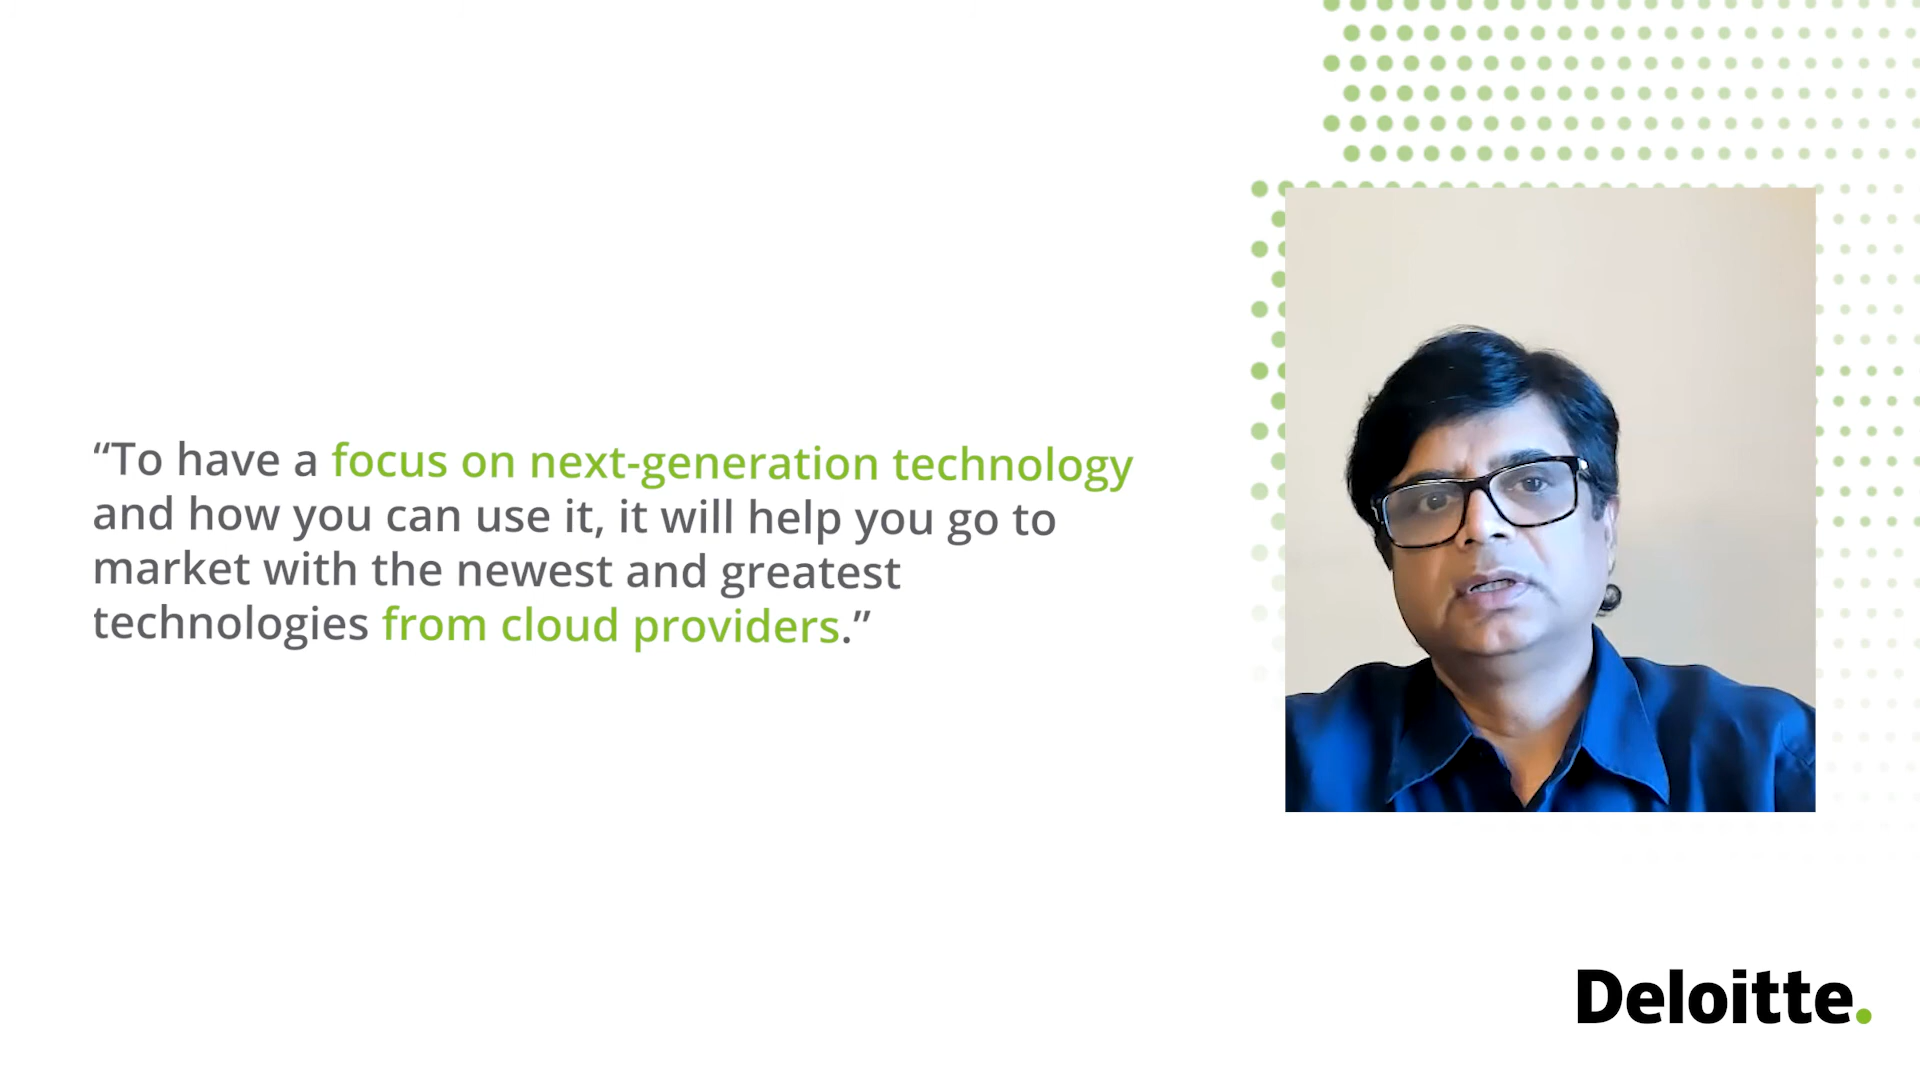 “To have a focus on next-generation technology
and how you can use it, it will help you go to
market with the newest and greatest
technologies from cloud providers.”
Deloitte.